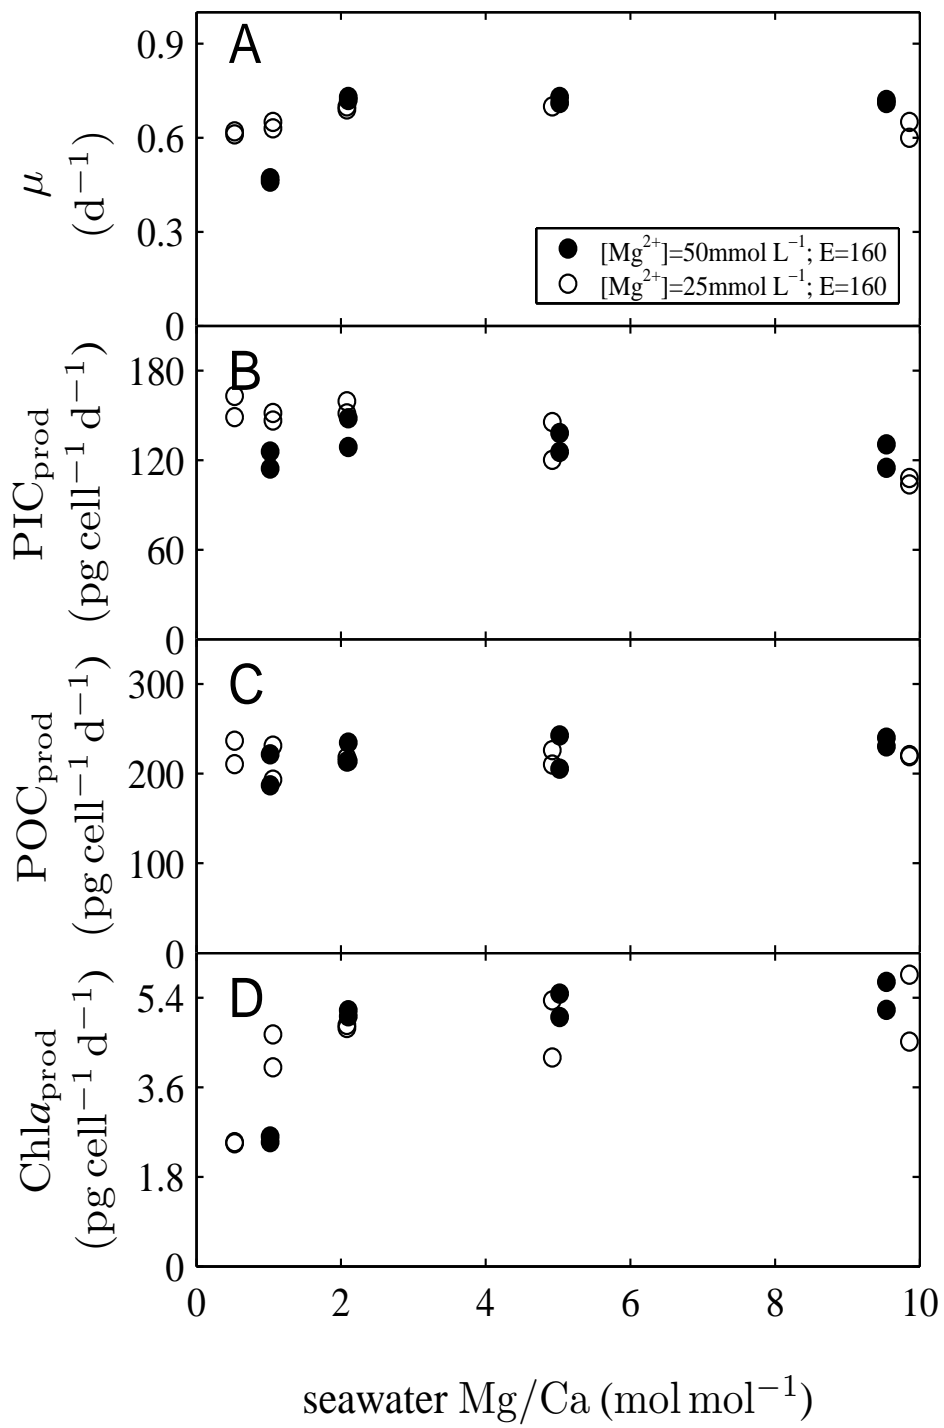 A
0.9
0.6
0.3
0
μ
(d⁻¹)
[Mg²⁺]=50mmol L⁻¹; E=160
[Mg²⁺]=25mmol L⁻¹; E=160
B
180
120
60
0
PIC_prod
(pg cell⁻¹ d⁻¹)
C
300
200
100
0
POC_prod
(pg cell⁻¹ d⁻¹)
D
5.4
3.6
1.8
0
Chla_prod
(pg cell⁻¹ d⁻¹)
0 2 4 6 8 10
seawater Mg/Ca (mol mol⁻¹)